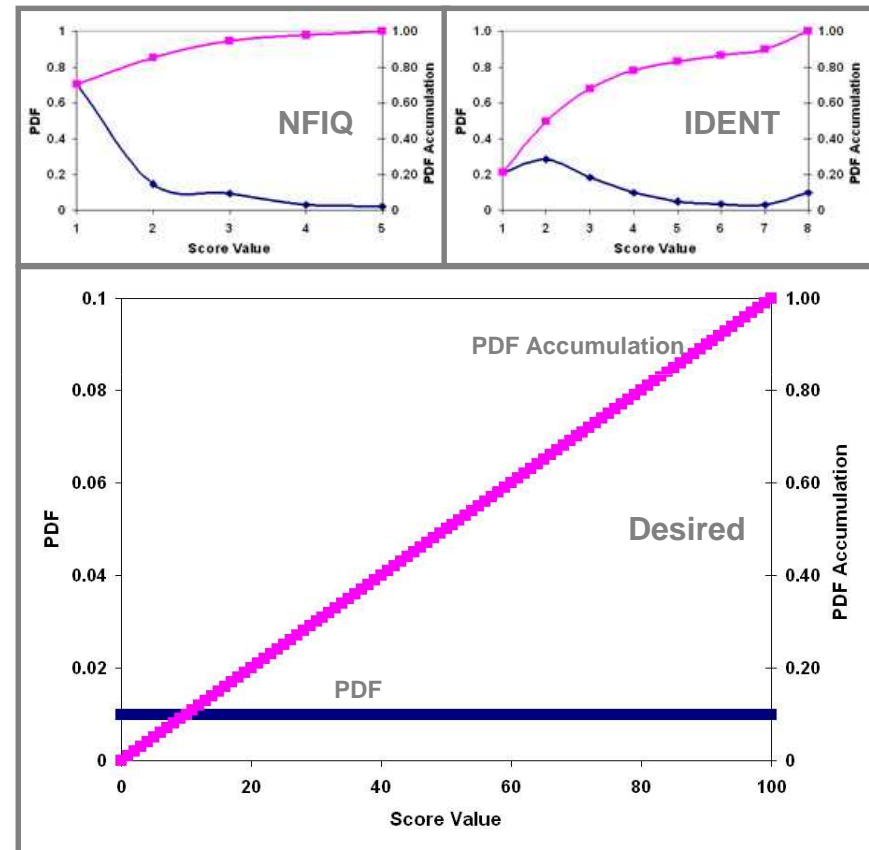 1
0.8
0.6
0.4
0.2
0
PDF
1.00
0.80
0.60
0.40
0.20
0
PDF Accumulation
NFIQ
1 2 3 4 5
Score Value
1
0.8
0.6
0.4
0.2
0
PDF
1.00
0.80
0.60
0.40
0.20
0
PDF Accumulation
IDENT
1 2 3 4 5 6 7 8
Score Value
0.1
0.08
0.06
0.04
0.02
0
PDF
1.00
0.80
0.60
0.40
0.20
0
PDF Accumulation
PDF Accumulation
Desired
PDF
0 20 40 60 80 100
Score Value